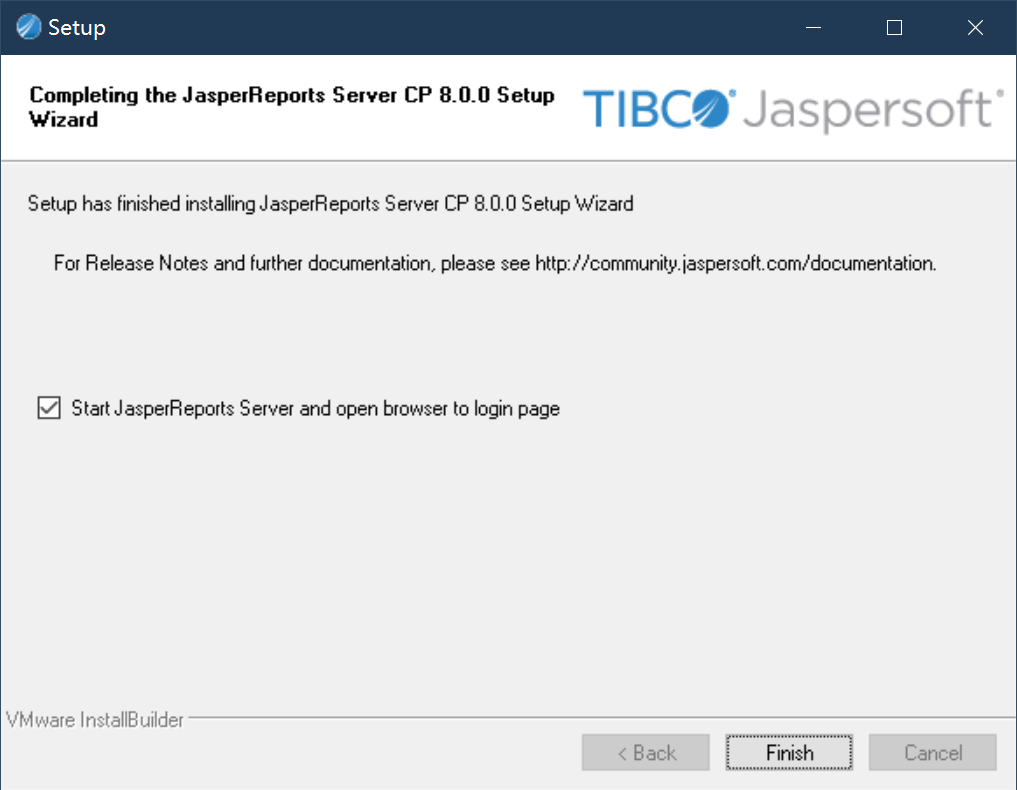 Setup
Completing the JasperReports Server CP 8.0.0 Setup
Wizard
TIBCO® Jaspersoft®
Setup has finished installing JasperReports Server CP 8.0.0 Setup Wizard
For Release Notes and further documentation, please see http://community.jaspersoft.com/documentation.
Start JasperReports Server and open browser to login page
VMware InstallBuilder
< Back
Finish
Cancel